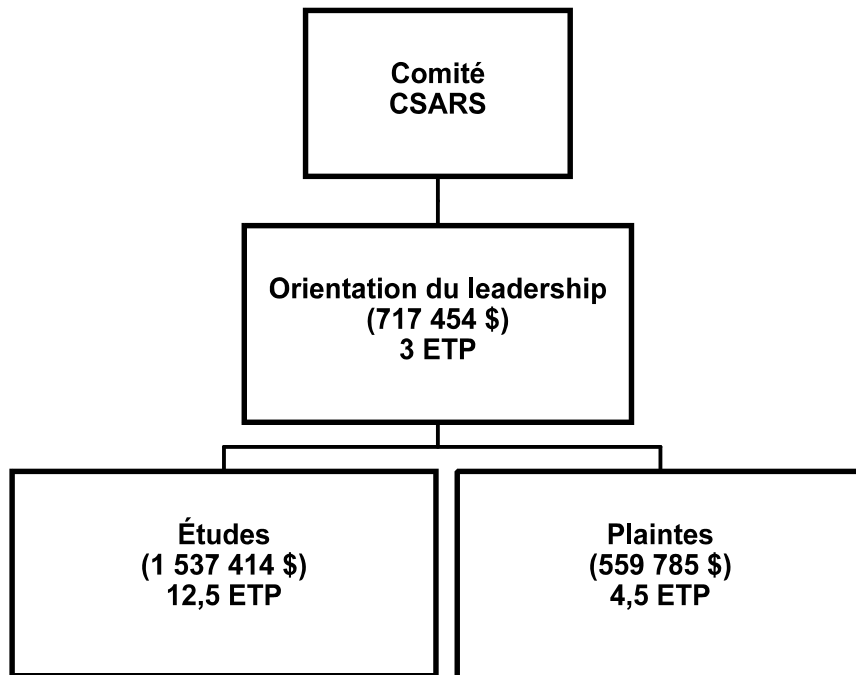 Comité
CSARS
Orientation du leadership
(717 454 $)
3 ETP
Études
(1 537 414 $)
12,5 ETP
Plaintes
(559 785 $)
4,5 ETP